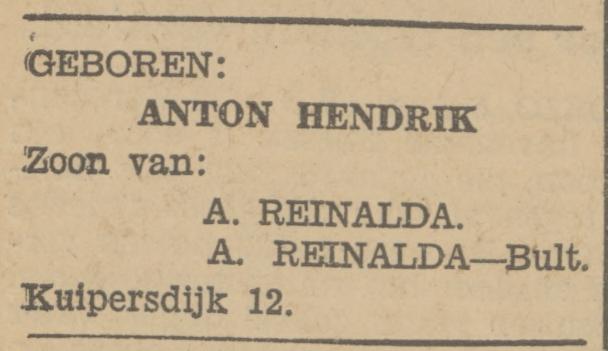 GEBOREN:
ANTON HENDRIK
Zoon van:
A. REINALDA.
A. REINALDA—Bult.
Kuipersdijk 12.